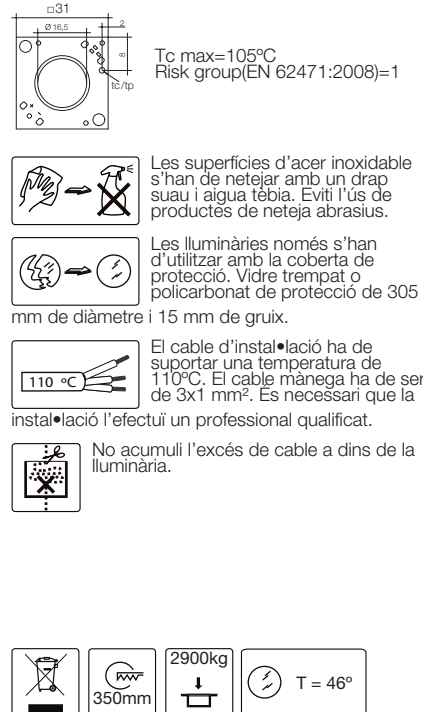 □31
Ø 16,5
2
8
tc/tp
Tc max=105ºC
Risk group(EN 62471:2008)=1
Les superfícies d'acer inoxidable
s'han de netejar amb un drap
suau i aigua tèbia. Eviti l'ús de
productes de neteja abrasius.
Les lluminàries només s'han
d'utilitzar amb la coberta de
protecció. Vidre trempat o
policarbonat de protecció de 305
mm de diàmetre i 15 mm de gruix.
110 ºC
El cable d'instal•lació ha de
suportar una temperatura de
110ºC. El cable mànega ha de ser
de 3x1 mm². És necessari que la
instal•lació l'efectuï un professional qualificat.
No acumuli l'excés de cable a dins de la
lluminària.
350mm
2900kg
T = 46º